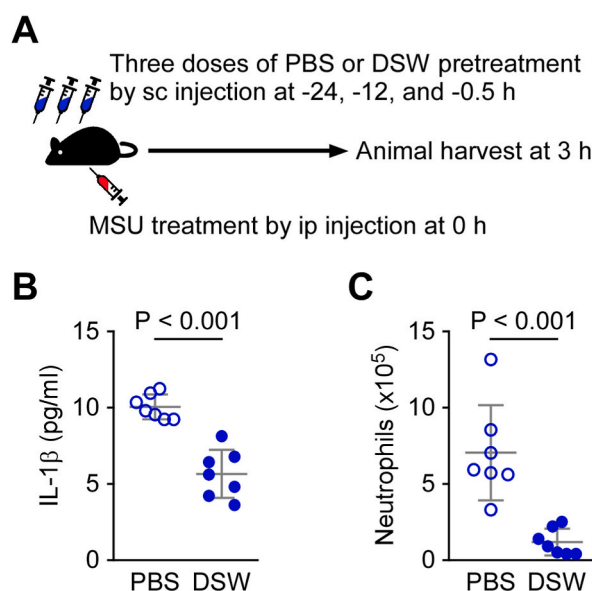 A
Three doses of PBS or DSW pretreatment
by sc injection at -24, -12, and -0.5 h
Animal harvest at 3 h
MSU treatment by ip injection at 0 h
B
P < 0.001
IL-1β (pg/ml)
15
10
5
0
PBS DSW
C
P < 0.001
Neutrophils (x10⁵)
15
10
5
0
PBS DSW